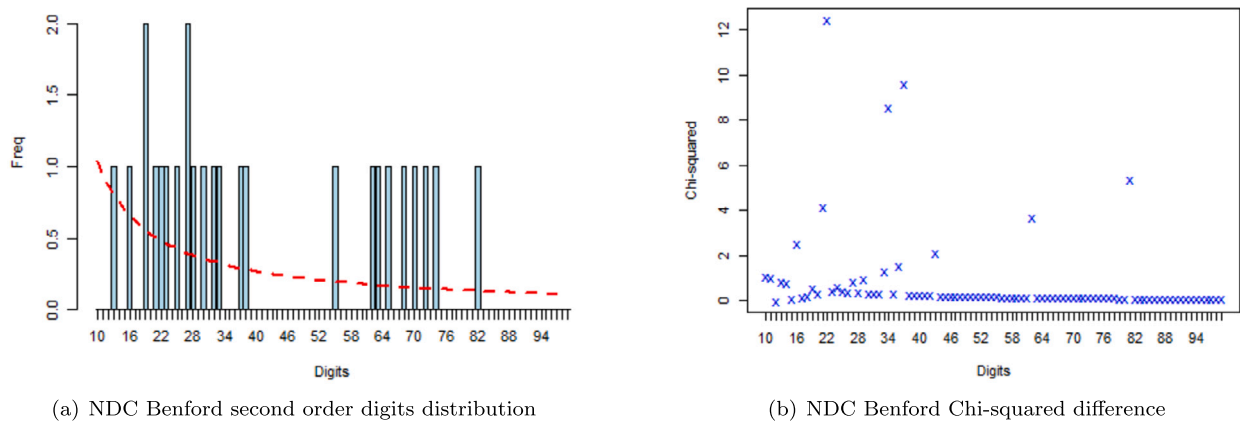 2.0
1.5
1.0
0.5
0.0
Freq
10 16 22 28 34 40 46 52 58 64 70 76 82 88 94
Digits
(a) NDC Benford second order digits distribution
12
10
8
6
4
2
0
Chi-squared
10 16 22 28 34 40 46 52 58 64 70 76 82 88 94
Digits
(b) NDC Benford Chi-squared difference